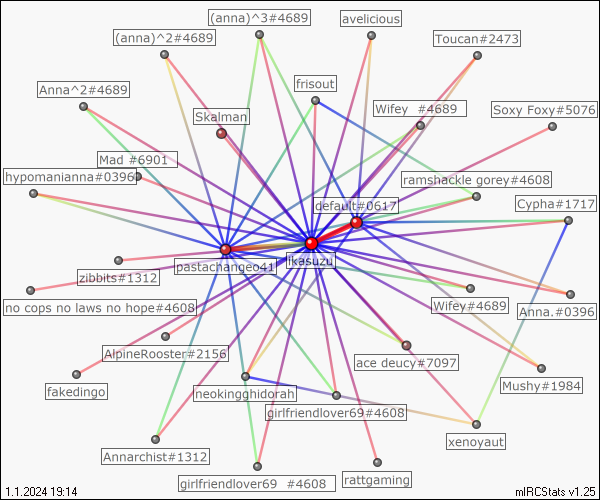 (anna)^3#4689
avelicious
(anna)^2#4689
Toucan#2473
frisout
Anna^2#4689
Wifey  #4689
Soxy Foxy#5076
Skalman
Mad #6901
hypomanianna#0396
ramshackle gorey#4608
default#0617
Cypha#1717
ikasuzu
pastachangeo41
zibbits#1312
no cops no laws no hope#4608
Wifey#4689
Anna.#0396
AlpineRooster#2156
ace deucy#7097
fakedingo
neokingghidorah
Mushy#1984
girlfriendlover69#4608
xenoyaut
Annarchist#1312
girlfriendlover69  #4608
rattgaming
1.1.2024 19:14
mIRCStats v1.25